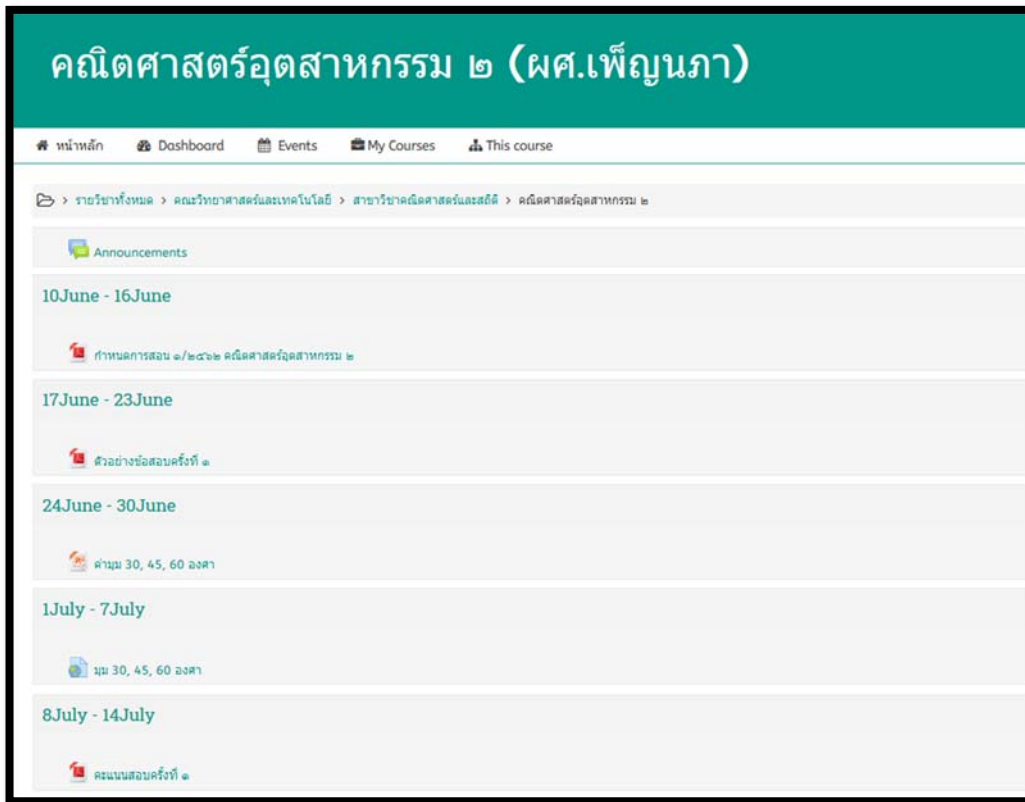 คณิตศาสตร์อุตสาหกรรม ๒ (ผศ.เพ็ญนภา)
หน้าหลัก Dashboard Events My Courses This course
> รายวิชาทั้งหมด > คณะวิทยาศาสตร์และเทคโนโลยี > สาขาวิชาคณิตศาสตร์และสถิติ > คณิตศาสตร์อุตสาหกรรม ๒
Announcements
10June - 16June
กำหนดการสอน ๑/๒๕๖๒ คณิตศาสตร์อุตสาหกรรม ๒
17June - 23June
ตัวอย่างข้อสอบครั้งที่ ๑
24June - 30June
ค่ามุม 30, 45, 60 องศา
1July - 7July
มุม 30, 45, 60 องศา
8July - 14July
คะแนนสอบครั้งที่ ๑